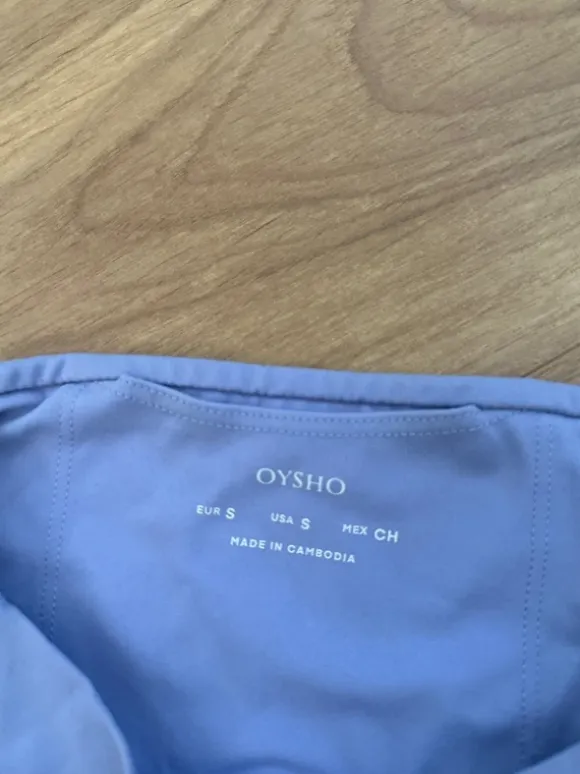 OYSHO
EUR S USA S MEX CH
MADE IN CAMBODIA